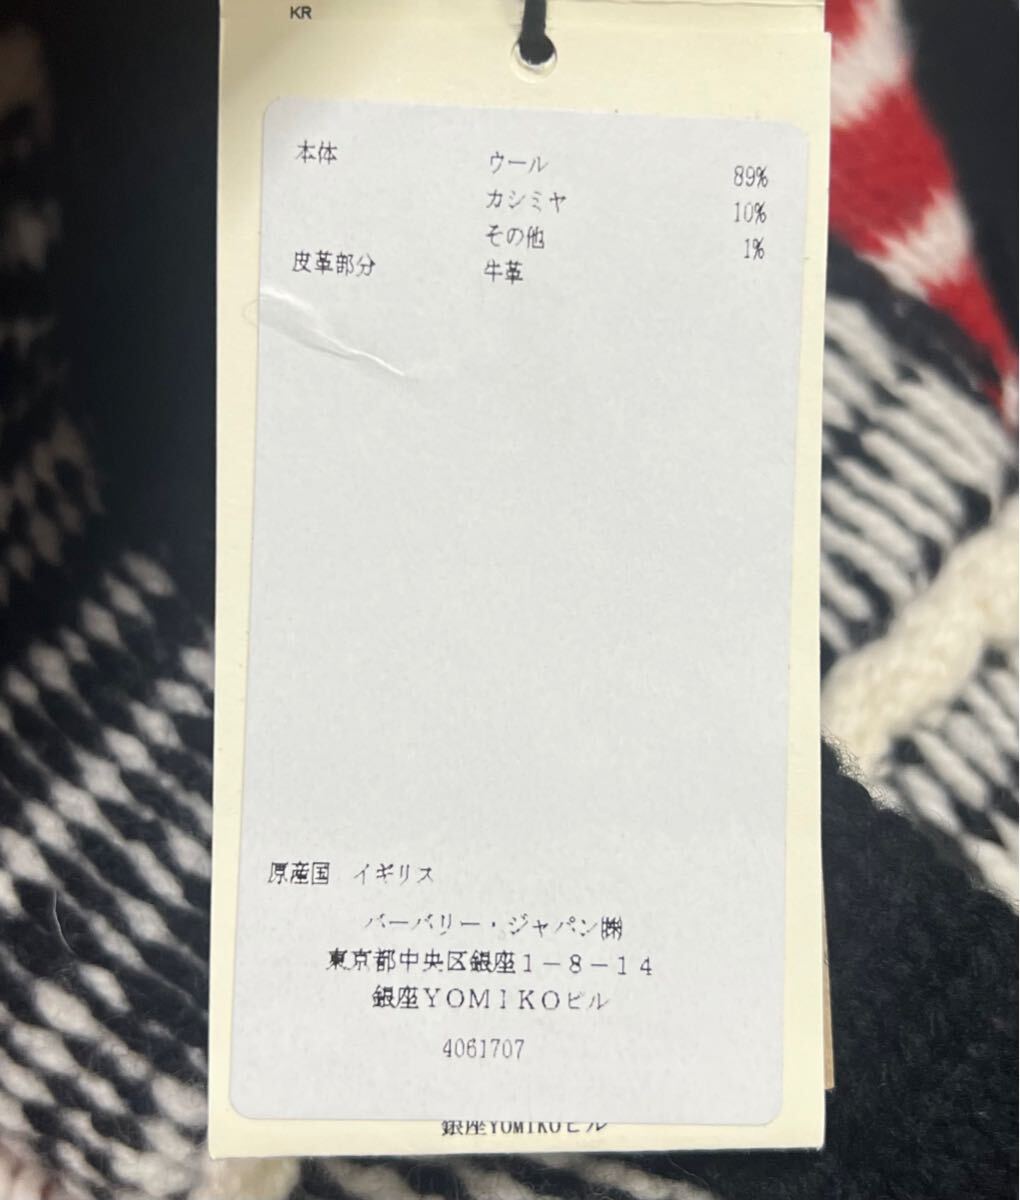 KR
本体 ウール 89%
カシミヤ 10%
その他 1%
皮革部分 牛革
原産国 イギリス
バーバリー・ジャパン㈱
東京都中央区銀座1-8-14
銀座YOMIKOビル
4061707
銀座YOMIKOビル